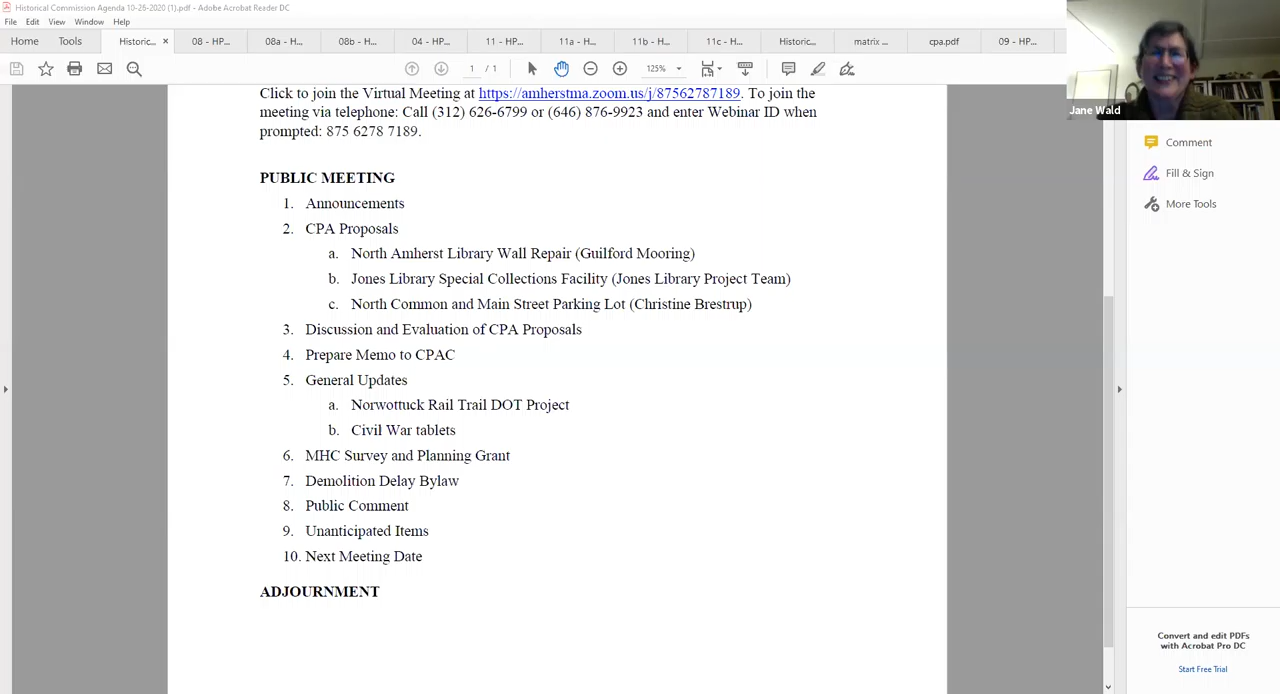 Historical Commission Agenda 10-26-2020 (1).pdf - Adobe Acrobat Reader DC
File Edit View Window Help
Home Tools Historic... × 08 - HP... 08a - H... 08b - H... 04 - HP... 11 - HP... 11a - H... 11b - H... 11c - H... Historic... matrix ... cpa.pdf 09 - HP...
1 / 1 125%
Click to join the Virtual Meeting at https://amherstma.zoom.us/j/87562787189. To join the
meeting via telephone: Call (312) 626-6799 or (646) 876-9923 and enter Webinar ID when
prompted: 875 6278 7189.
PUBLIC MEETING
1. Announcements
2. CPA Proposals
a. North Amherst Library Wall Repair (Guilford Mooring)
b. Jones Library Special Collections Facility (Jones Library Project Team)
c. North Common and Main Street Parking Lot (Christine Brestrup)
3. Discussion and Evaluation of CPA Proposals
4. Prepare Memo to CPAC
5. General Updates
a. Norwottuck Rail Trail DOT Project
b. Civil War tablets
6. MHC Survey and Planning Grant
7. Demolition Delay Bylaw
8. Public Comment
9. Unanticipated Items
10. Next Meeting Date
ADJOURNMENT
Jane Wald
Comment
Fill & Sign
More Tools
Convert and edit PDFs
with Acrobat Pro DC
Start Free Trial